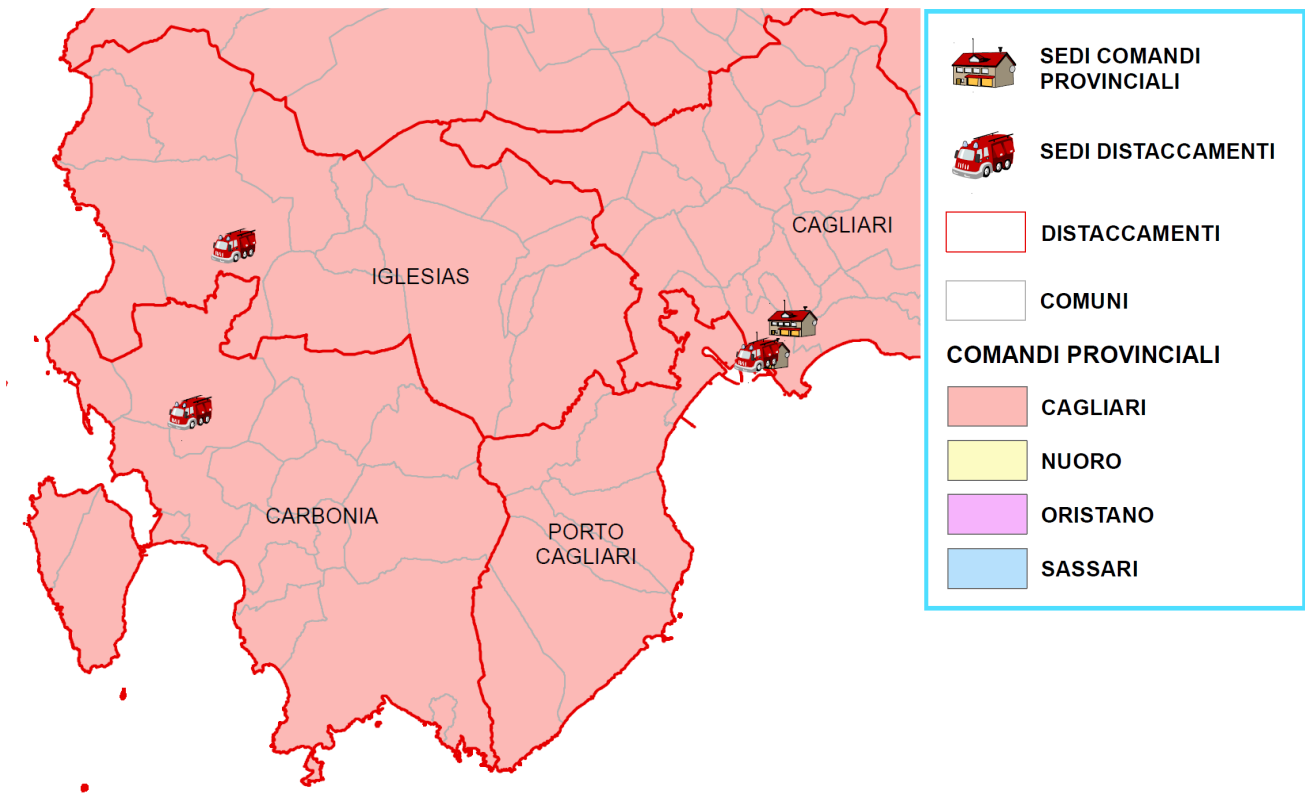 CAGLIARI
IGLESIAS
CARBONIA
PORTO
CAGLIARI
SEDI COMANDI
PROVINCIALI
SEDI DISTACCAMENTI
DISTACCAMENTI
COMUNI
COMANDI PROVINCIALI
CAGLIARI
NUORO
ORISTANO
SASSARI